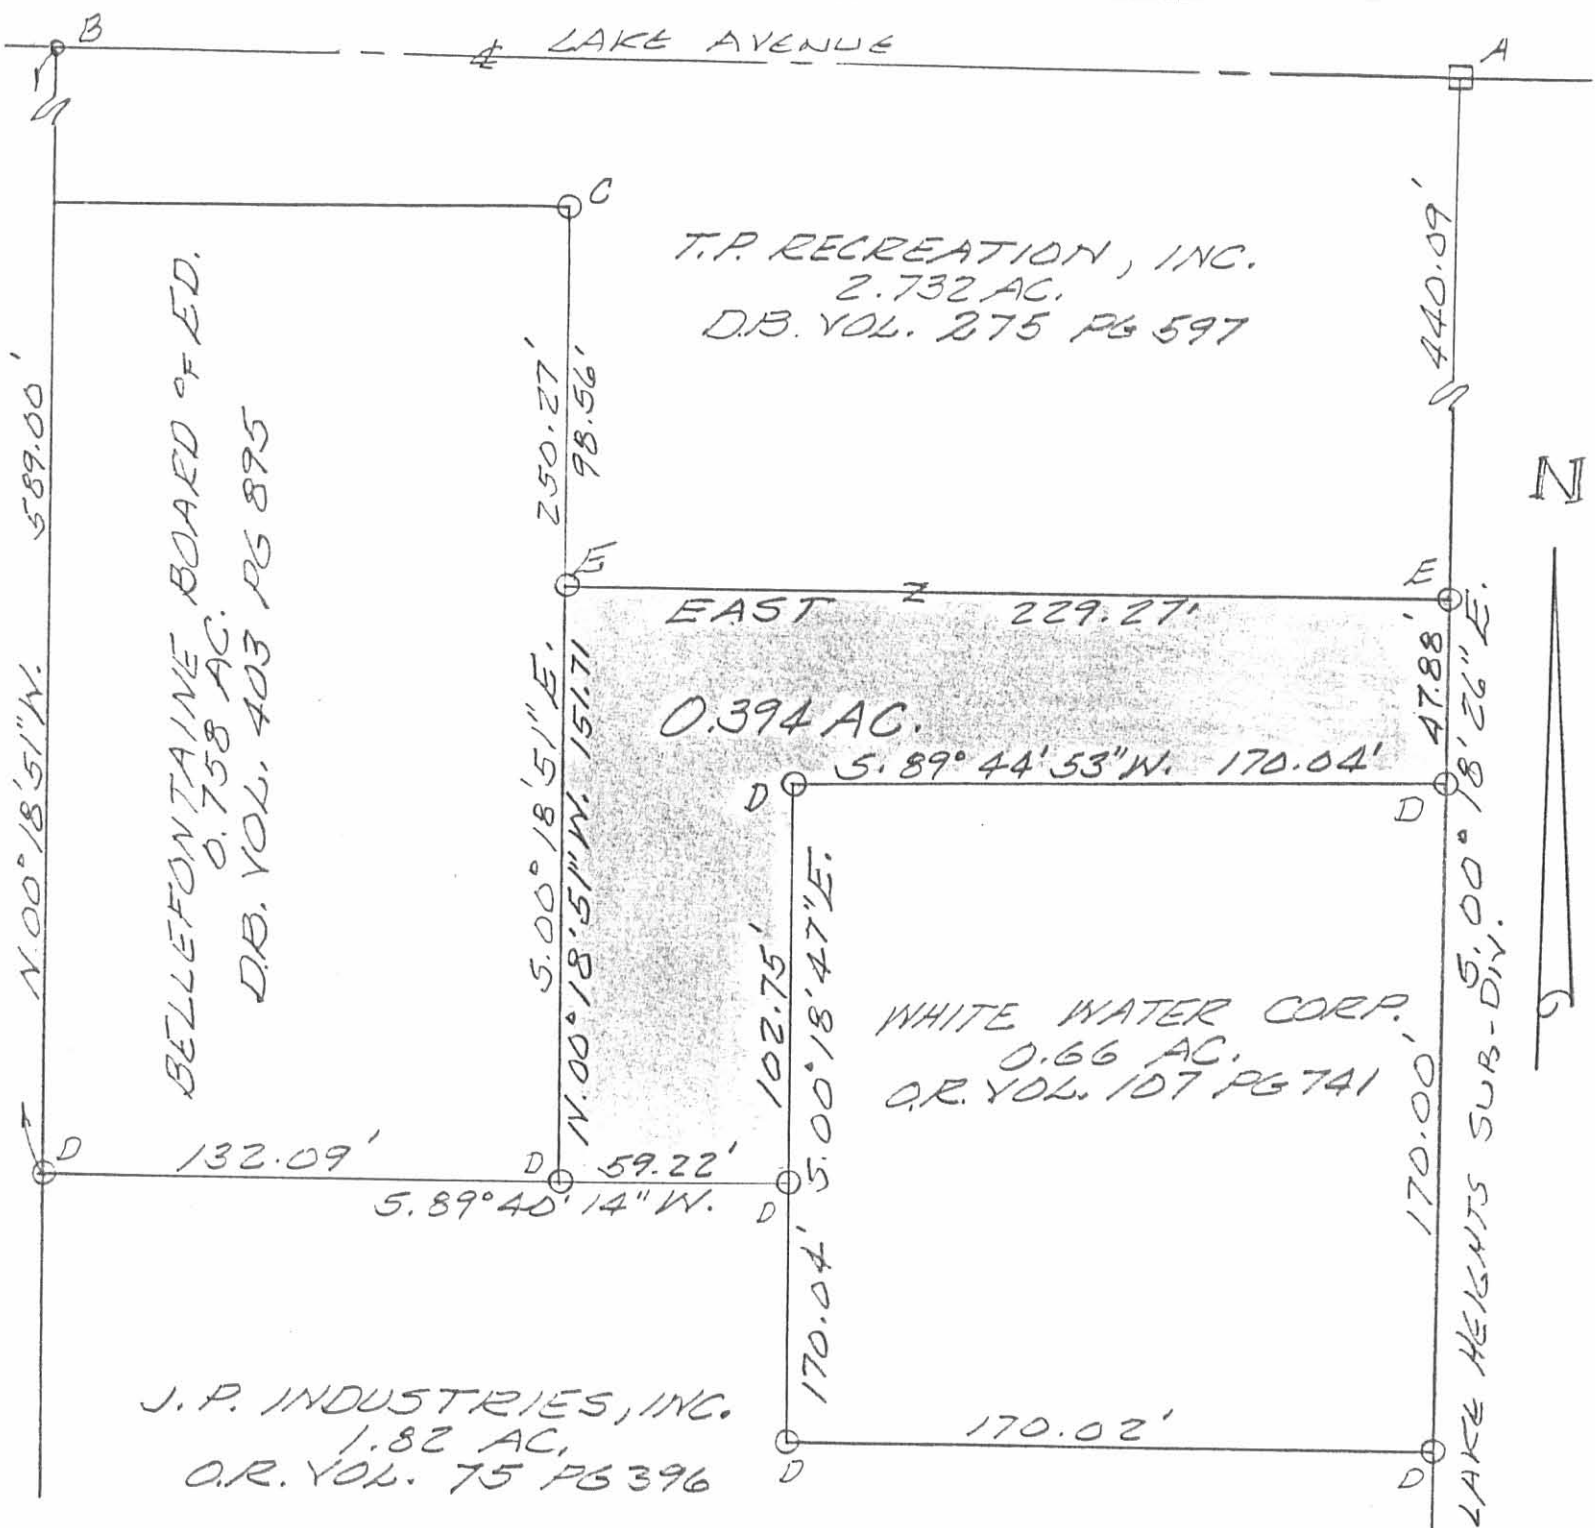 B
LAKE AVENUE
A
C
T.P. RECREATION, INC.
2.732 AC.
D.B. VOL. 275 PG 597
440.09'
N
589.00'
N.00°18'51"W.
BELLEFONTAINE BOARD OF ED.
0.758 AC.
D.B. VOL. 403 PG 895
250.27'
98.56'
E
E
EAST 229.27'
47.88'
S.00°18'26"E.
0.394 AC.
S.89°44'53"W. 170.04'
D
D
S.00°18'51"E.
N.00°18'51"W. 151.71
102.75'
S.00°18'47"E.
WHITE WATER CORP.
0.66 AC.
O.R. VOL. 107 PG 741
170.00'
LAKE HEIGHTS SUB-DIV.
D
132.09'
D
59.22'
S.89°40'14"W.
D
170.04'
J.P. INDUSTRIES, INC.
1.82 AC.
O.R. VOL. 75 PG 396
170.02'
D
D